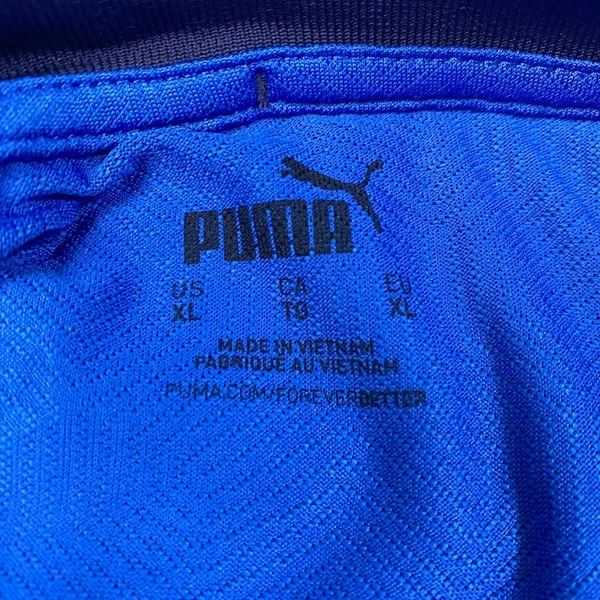 PUMA
US CA EU
XL TG XL
MADE IN VIETNAM
FABRIQUÉ AU VIETNAM
PUMA.COM/FOREVERBETTER